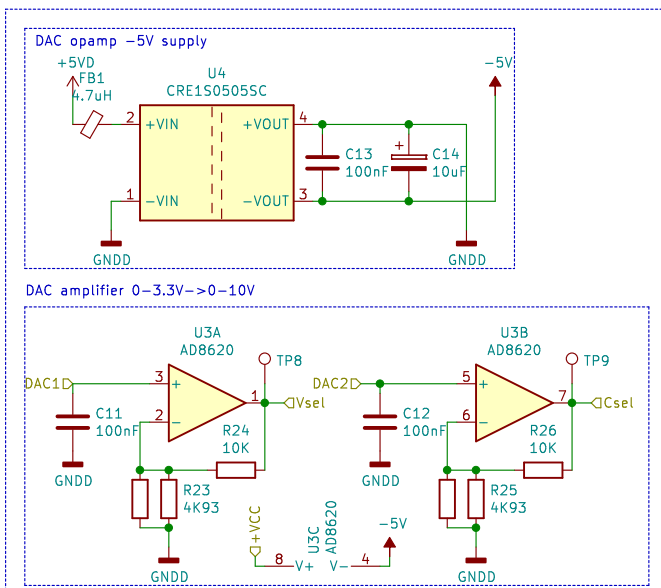 DAC opamp -5V supply
+5VD
FB1
4.7uH
U4
CRE1S0505SC
2
+VIN
1
-VIN
+VOUT
4
-VOUT
3
C13
100nF
+
C14
10uF
-5V
GNDD
GNDD
DAC amplifier 0-3.3V->0-10V
U3A
AD8620
TP8
DAC1
3
+
2
-
1
Vsel
C11
100nF
GNDD
R24
10K
R23
4K93
GNDD
U3B
AD8620
TP9
DAC2
5
+
6
-
7
Csel
C12
100nF
GNDD
R26
10K
R25
4K93
GNDD
+VCC
8
V+
U3C
AD8620
V-
4
-5V